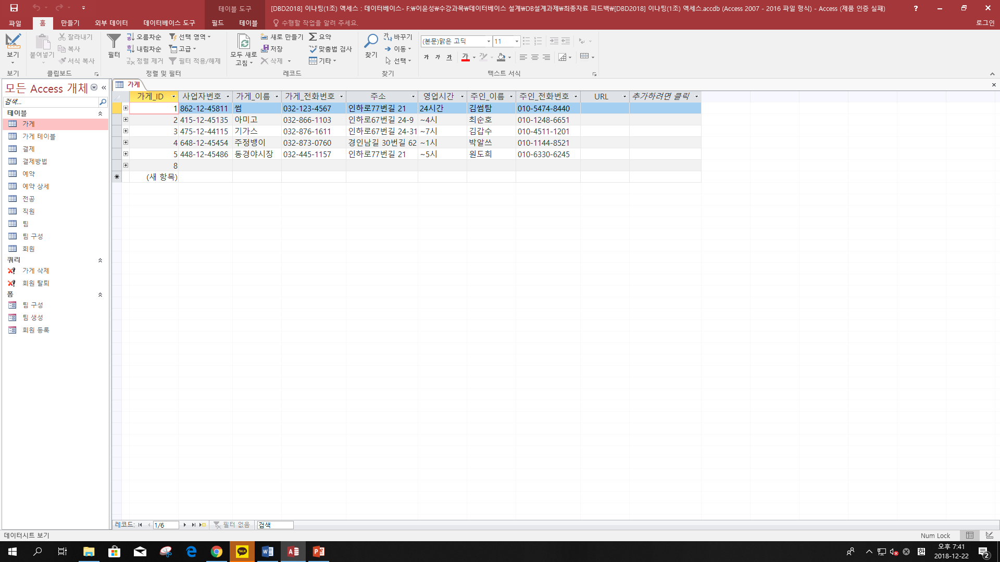 테이블 도구
[DBD2018] 이나팅(1조) 액세스 : 데이터베이스- F:₩이윤성₩수강과목₩데이터베이스 설계₩DB설계과제₩최종자료 피드백₩[DBD2018] 이나팅(1조) 액세스.accdb (Access 2007 - 2016 파일 형식) - Access (제품 인증 실패)
?
파일 홈 만들기 외부 데이터 데이터베이스 도구 필드 테이블 수행할 작업을 알려 주세요. 로그인
보기
보기
붙여넣기
잘라내기
복사
서식 복사
클립보드
필터
오름차순
내림차순
정렬 제거
선택 영역
고급
필터 적용/해제
정렬 및 필터
모두 새로
고침
새로 만들기
저장
삭제
요약
맞춤법 검사
기타
레코드
찾기
바꾸기
이동
선택
찾기
(본문)맑은 고딕 11
가 가 가 가
텍스트 서식
모든 Access 개체
검색...
테이블
가게
가게 테이블
결제
결제방법
예약
예약 상세
전공
직원
팀
팀 구성
회원
쿼리
가게 삭제
회원 탈퇴
폼
팀 구성
팀 생성
회원 등록
가게
가게_ID 사업자번호 가게_이름 가게_전화번호 주소 영업시간 주인_이름 주인_전화번호 URL 추가하려면 클릭
1 862-12-45811 썸 032-123-4567 인하로77번길 21 24시간 김썸탐 010-5474-8440
2 415-12-45135 아미고 032-866-1103 인하로67번길 24-9 ~4시 최순호 010-1248-6651
3 475-12-44115 기가스 032-876-1611 인하로67번길 24-31 ~7시 김갑수 010-4511-1201
4 648-12-45454 주정뱅이 032-873-0760 경인남길 30번길 62 ~1시 박알쓰 010-1144-8521
5 448-12-45486 동경야시장 032-445-1157 인하로77번길 21 ~5시 원도희 010-6330-6245
8
(새 항목)
레코드: 1/6 필터 없음 검색
데이터시트 보기
Num Lock
TALK
한
오후 7:41
2018-12-22
2